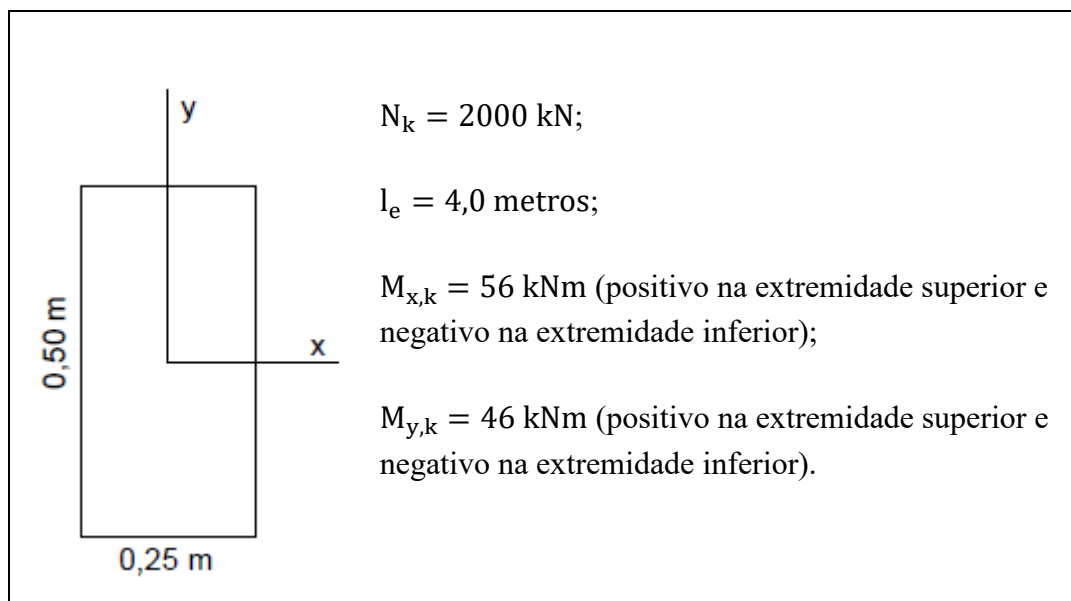 y
x
0,50 m
0,25 m
N_k = 2000 kN;
l_e = 4,0 metros;
M_x,k = 56 kNm (positivo na extremidade superior e
negativo na extremidade inferior);
M_y,k = 46 kNm (positivo na extremidade superior e
negativo na extremidade inferior).